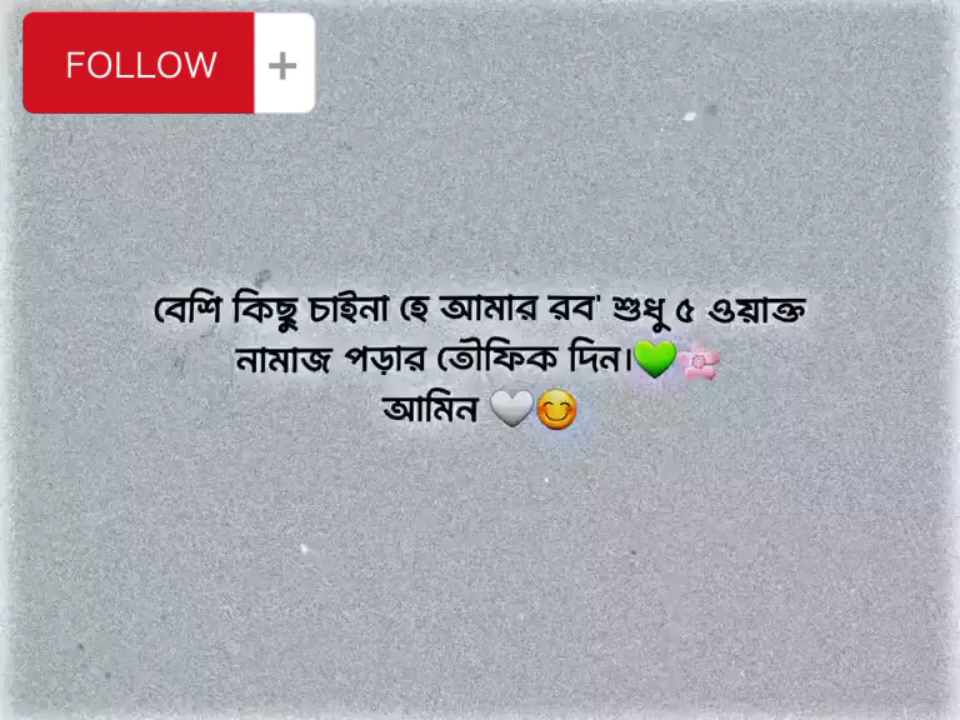 FOLLOW +
বেশি কিছু চাইনা হে আমার রব' শুধু ৫ ওয়াক্ত
নামাজ পড়ার তৌফিক দিন।💚🌸
আমিন 🤍😊